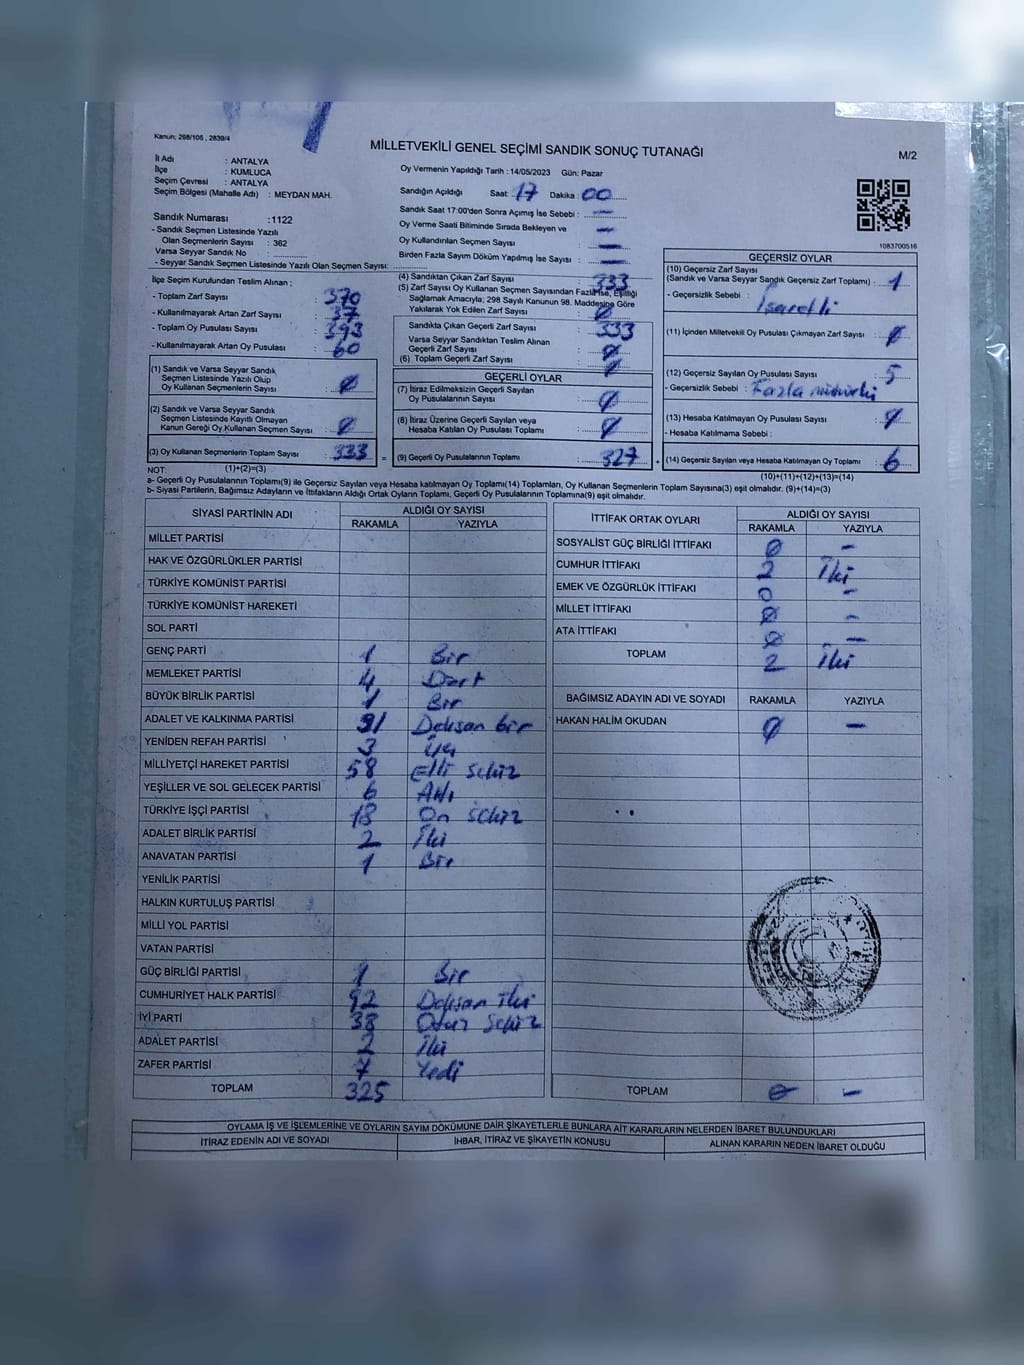 Kanun; 298/105 , 2839/4
MİLLETVEKİLİ GENEL SEÇİMİ SANDIK SONUÇ TUTANAĞI
M/2
İl Adı : ANTALYA
İlçe : KUMLUCA
Seçim Çevresi : ANTALYA
Seçim Bölgesi (Mahalle Adı) : MEYDAN MAH.
Sandık Numarası :1122
- Sandık Seçmen Listesinde Yazılı
Olan Seçmenlerin Sayısı : 362
Varsa Seyyar Sandık No :
- Seyyar Sandık Seçmen Listesinde Yazılı Olan Seçmen Sayısı:
Oy Vermenin Yapıldığı Tarih : 14/05/2023 Gün: Pazar
Sandığın Açıldığı Saat: 17 Dakika : 00
Sandık Saat 17:00'den Sonra Açımış İse Sebebi : —
Oy Verme Saati Bitiminde Sırada Bekleyen ve
Oy Kullandırılan Seçmen Sayısı : —
Birden Fazla Sayım Döküm Yapılmış İse Sayısı : —
1083700516
İlçe Seçim Kurulundan Teslim Alınan ;
- Toplam Zarf Sayısı : 370
- Kullanılmayarak Artan Zarf Sayısı : 37
- Toplam Oy Pusulası Sayısı : 393
- Kullanılmayarak Artan Oy Pusulası : 60
(1) Sandık ve Varsa Seyyar Sandık
Seçmen Listesinde Yazılı Olup
Oy Kullanan Seçmenlerin Sayısı : 0
(2) Sandık ve Varsa Seyyar Sandık
Seçmen Listesinde Kayıtlı Olmayan
Kanun Gereği Oy Kullanan Seçmen Sayısı : 0
(3) Oy Kullanan Seçmenlerin Toplam Sayısı : 333
(1)+(2)=(3)
(4) Sandıktan Çıkan Zarf Sayısı : 333
(5) Zarf Sayısı Oy Kullanan Seçmen Sayısından Fazla İse, Eşitliği
Sağlamak Amacıyla; 298 Sayılı Kanunun 98. Maddesine Göre
Yakılarak Yok Edilen Zarf Sayısı : 0
Sandıkta Çıkan Geçerli Zarf Sayısı : 333
Varsa Seyyar Sandıktan Teslim Alınan
Geçerli Zarf Sayısı : 0
(6) Toplam Geçerli Zarf Sayısı : 0
GEÇERLİ OYLAR
(7) İtiraz Edilmeksizin Geçerli Sayılan
Oy Pusulalarının Sayısı : 0
(8) İtiraz Üzerine Geçerli Sayılan veya
Hesaba Katılan Oy Pusulası Toplamı : 0
= (9) Geçerli Oy Pusulalarının Toplamı : 327
GEÇERSİZ OYLAR
(10) Geçersiz Zarf Sayısı
(Sandık ve Varsa Seyyar Sandık Geçersiz Zarf Toplamı) : 1
- Geçersizlik Sebebi : İşaretli
(11) İçinden Milletvekili Oy Pusulası Çıkmayan Zarf Sayısı : 0
(12) Geçersiz Sayılan Oy Pusulası Sayısı : 5
- Geçersizlik Sebebi : Fazla mühürlü
(13) Hesaba Katılmayan Oy Pusulası Sayısı : 0
- Hesaba Katılmama Sebebi :
+ (14) Geçersiz Sayılan veya Hesaba Katılmayan Oy Toplamı : 6
(10)+(11)+(12)+(13)=(14)
NOT:
a- Geçerli Oy Pusulalarının Toplamı(9) ile Geçersiz Sayılan veya Hesaba katılmayan Oy Toplamı(14) Toplamları, Oy Kullanan Seçmenlerin Toplam Sayısına(3) eşit olmalıdır. (9)+(14)=(3)
b- Siyasi Partilerin, Bağımsız Adayların ve İttifakların Aldığı Ortak Oyların Toplamı, Geçerli Oy Pusulalarının Toplamına(9) eşit olmalıdır.
SİYASİ PARTİNİN ADI ALDIĞI OY SAYISI
RAKAMLA YAZIYLA
MİLLET PARTİSİ
HAK VE ÖZGÜRLÜKLER PARTİSİ
TÜRKİYE KOMÜNİST PARTİSİ
TÜRKİYE KOMÜNİST HAREKETİ
SOL PARTİ
GENÇ PARTİ 1 Bir
MEMLEKET PARTİSİ 4 Dört
BÜYÜK BİRLİK PARTİSİ 1 Bir
ADALET VE KALKINMA PARTİSİ 91 Doksan bir
YENİDEN REFAH PARTİSİ 3 Üç
MİLLİYETÇİ HAREKET PARTİSİ 58 Elli Sekiz
YEŞİLLER VE SOL GELECEK PARTİSİ 6 Altı
TÜRKİYE İŞÇİ PARTİSİ 18 On Sekiz
ADALET BİRLİK PARTİSİ 2 İki
ANAVATAN PARTİSİ 1 Bir
YENİLİK PARTİSİ
HALKIN KURTULUŞ PARTİSİ
MİLLİ YOL PARTİSİ
VATAN PARTİSİ
GÜÇ BİRLİĞİ PARTİSİ 1 Bir
CUMHURİYET HALK PARTİSİ 92 Doksan iki
İYİ PARTİ 38 Otuz Sekiz
ADALET PARTİSİ 2 İki
ZAFER PARTİSİ 7 Yedi
TOPLAM 325
İTTİFAK ORTAK OYLARI ALDIĞI OY SAYISI
RAKAMLA YAZIYLA
SOSYALİST GÜÇ BİRLİĞİ İTTİFAKI 0 —
CUMHUR İTTİFAKI 2 İki
EMEK VE ÖZGÜRLÜK İTTİFAKI 0 —
MİLLET İTTİFAKI 0 —
ATA İTTİFAKI 0 —
TOPLAM 2 İki
BAĞIMSIZ ADAYIN ADI VE SOYADI RAKAMLA YAZIYLA
HAKAN HALİM OKUDAN 0 —
TOPLAM 0 —
OYLAMA İŞ VE İŞLEMLERİNE VE OYLARIN SAYIM DÖKÜMÜNE DAİR ŞİKAYETLERLE BUNLARA AİT KARARLARIN NELERDEN İBARET BULUNDUKLARI
İTİRAZ EDENİN ADI VE SOYADI İHBAR, İTİRAZ VE ŞİKAYETİN KONUSU ALINAN KARARIN NEDEN İBARET OLDUĞU